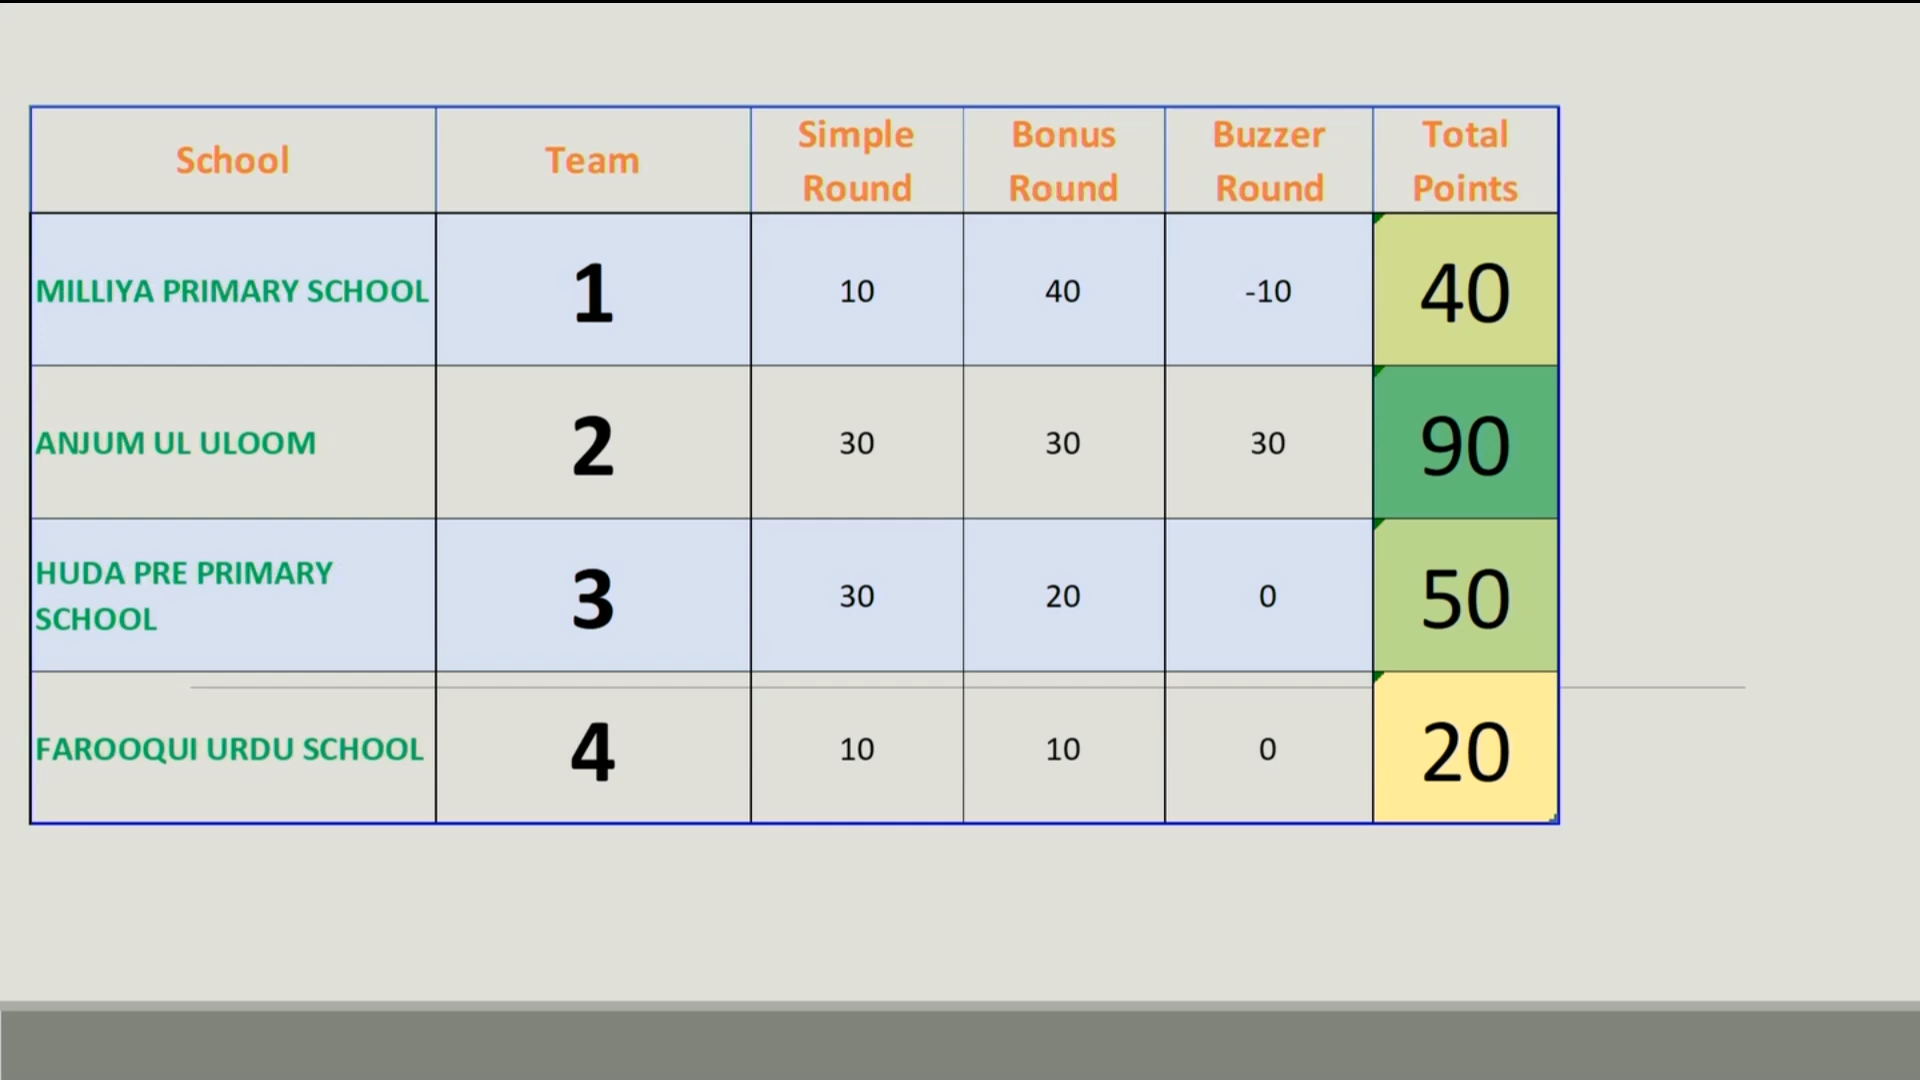 School Team Simple Round Bonus Round Buzzer Round Total Points
MILLIYA PRIMARY SCHOOL 1 10 40 -10 40
ANJUM UL ULOOM 2 30 30 30 90
HUDA PRE PRIMARY SCHOOL 3 30 20 0 50
FAROOQUI URDU SCHOOL 4 10 10 0 20